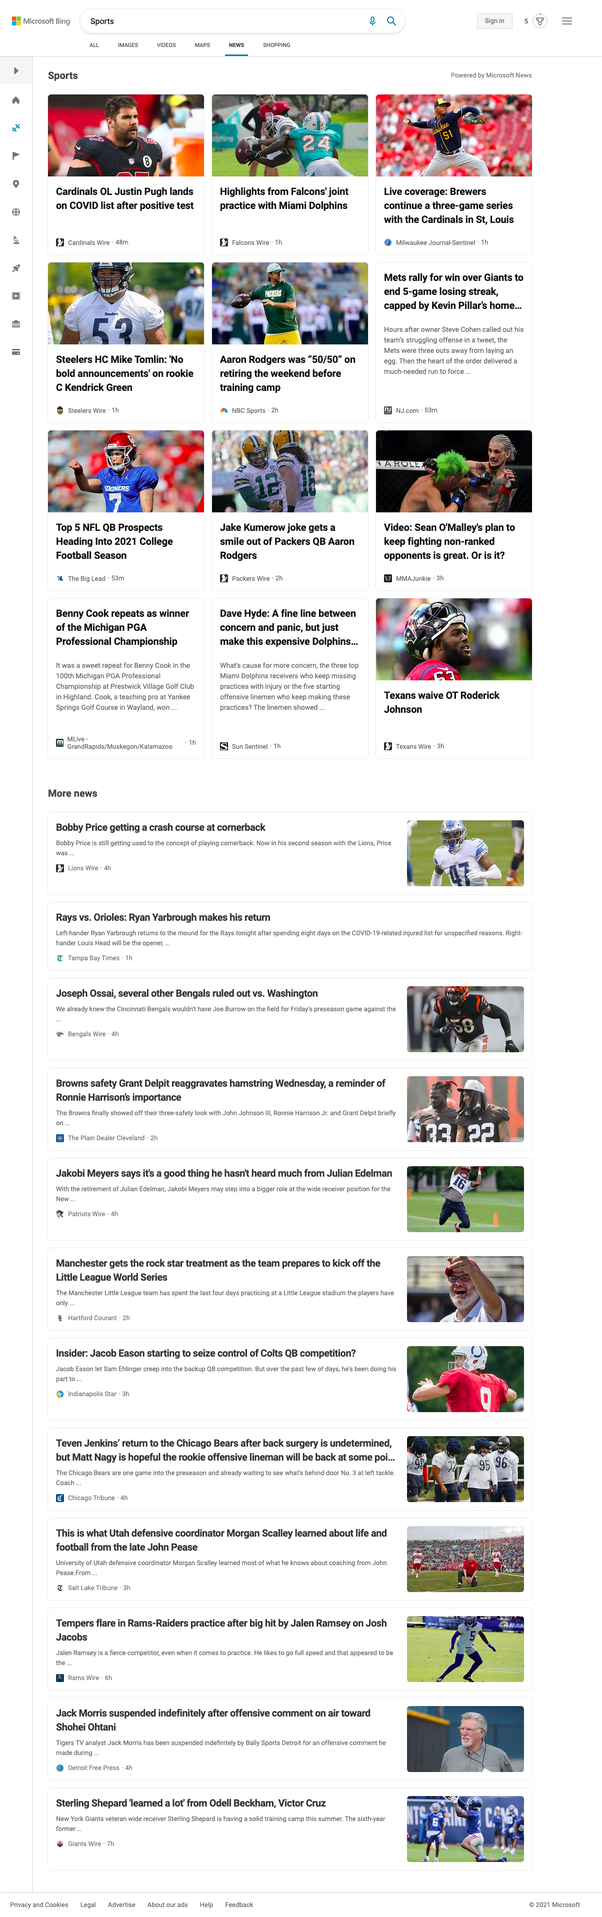 Microsoft Bing
Sports
Sign in
5
ALL IMAGES VIDEOS MAPS NEWS SHOPPING
Sports
Powered by Microsoft News
Cardinals OL Justin Pugh lands
on COVID list after positive test
Cardinals Wire · 48m
24
Highlights from Falcons' joint
practice with Miami Dolphins
Falcons Wire · 1h
51
Live coverage: Brewers
continue a three-game series
with the Cardinals in St, Louis
Milwaukee Journal-Sentinel · 1h
Steelers
53
Steelers HC Mike Tomlin: 'No
bold announcements' on rookie
C Kendrick Green
Steelers Wire · 1h
PACKERS
Aaron Rodgers was “50/50” on
retiring the weekend before
training camp
NBC Sports · 2h
Mets rally for win over Giants to
end 5-game losing streak,
capped by Kevin Pillar’s home...
Hours after owner Steve Cohen called out his
team’s struggling offense in a tweet, the
Mets were three outs away from laying an
egg. Then the heart of the order delivered a
much-needed run to force ...
NJ.com · 53m
SOONERS
7
Top 5 NFL QB Prospects
Heading Into 2021 College
Football Season
The Big Lead · 53m
12
Jake Kumerow joke gets a
smile out of Packers QB Aaron
Rodgers
Packers Wire · 2h
Video: Sean O'Malley's plan to
keep fighting non-ranked
opponents is great. Or is it?
MMAJunkie · 3h
Benny Cook repeats as winner
of the Michigan PGA
Professional Championship
It was a sweet repeat for Benny Cook in the
100th Michigan PGA Professional
Championship at Prestwick Village Golf Club
in Highland. Cook, a teaching pro at Yankee
Springs Golf Course in Wayland, won ...
MLive -
GrandRapids/Muskegon/Kalamazoo · 1h
Dave Hyde: A fine line between
concern and panic, but just
make this expensive Dolphins...
What's cause for more concern, the three top
Miami Dolphins receivers who keep missing
practices with injury or the five starting
offensive linemen who keep making these
practices? The linemen showed ...
Sun Sentinel · 1h
63
Texans waive OT Roderick
Johnson
Texans Wire · 3h
More news
Bobby Price getting a crash course at cornerback
Bobby Price is still getting used to the concept of playing cornerback. Now in his second season with the Lions, Price
was ...
Lions Wire · 4h
47
Rays vs. Orioles: Ryan Yarbrough makes his return
Left-hander Ryan Yarbrough returns to the mound for the Rays tonight after spending eight days on the COVID-19-related injured list for unspecified reasons. Right-
hander Louis Head will be the opener, ...
Tampa Bay Times · 1h
Joseph Ossai, several other Bengals ruled out vs. Washington
We already knew the Cincinnati Bengals wouldn't have Joe Burrow on the field for Friday's preseason game against the
...
Bengals Wire · 4h
58
Browns safety Grant Delpit reaggravates hamstring Wednesday, a reminder of
Ronnie Harrison’s importance
The Browns finally showed off their three-safety look with John Johnson III, Ronnie Harrison Jr. and Grant Delpit briefly
on ...
The Plain Dealer Cleveland · 2h
33 22
Jakobi Meyers says it's a good thing he hasn't heard much from Julian Edelman
With the retirement of Julian Edelman, Jakobi Meyers may step into a bigger role at the wide receiver position for the
New ...
Patriots Wire · 4h
16
Manchester gets the rock star treatment as the team prepares to kick off the
Little League World Series
The Manchester Little League team has spent the last four days practicing at a Little League stadium the players have
only ...
Hartford Courant · 2h
Insider: Jacob Eason starting to seize control of Colts QB competition?
Jacob Eason let Sam Ehlinger creep into the backup QB competition. But over the past few of days, he's been doing his
part to ...
Indianapolis Star · 3h
9
Teven Jenkins’ return to the Chicago Bears after back surgery is undetermined,
but Matt Nagy is hopeful the rookie offensive lineman will be back at some poi...
The Chicago Bears are one game into the preseason and already waiting to see what's behind door No. 3 at left tackle.
Coach ...
Chicago Tribune · 4h
98 95 96
This is what Utah defensive coordinator Morgan Scalley learned about life and
football from the late John Pease
University of Utah defensive coordinator Morgan Scalley learned most of what he knows about coaching from John
Pease.From ...
Salt Lake Tribune · 3h
Tempers flare in Rams-Raiders practice after big hit by Jalen Ramsey on Josh
Jacobs
Jalen Ramsey is a fierce competitor, even when it comes to practice. He likes to go full speed and that appeared to be
the ...
Rams Wire · 6h
5
Jack Morris suspended indefinitely after offensive comment on air toward
Shohei Ohtani
Tigers TV analyst Jack Morris has been suspended indefinitely by Bally Sports Detroit for an offensive comment he
made during ...
Detroit Free Press · 4h
Sterling Shepard 'learned a lot' from Odell Beckham, Victor Cruz
New York Giants veteran wide receiver Sterling Shepard is having a solid training camp this summer. The sixth-year
former ...
Giants Wire · 7h
Privacy and Cookies Legal Advertise About our ads Help Feedback
© 2021 Microsoft